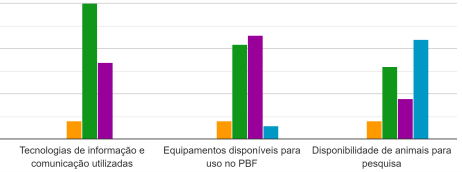 Tecnologias de informação e
comunicação utilizadas
Equipamentos disponíveis para
uso no PBF
Disponibilidade de animais para
pesquisa